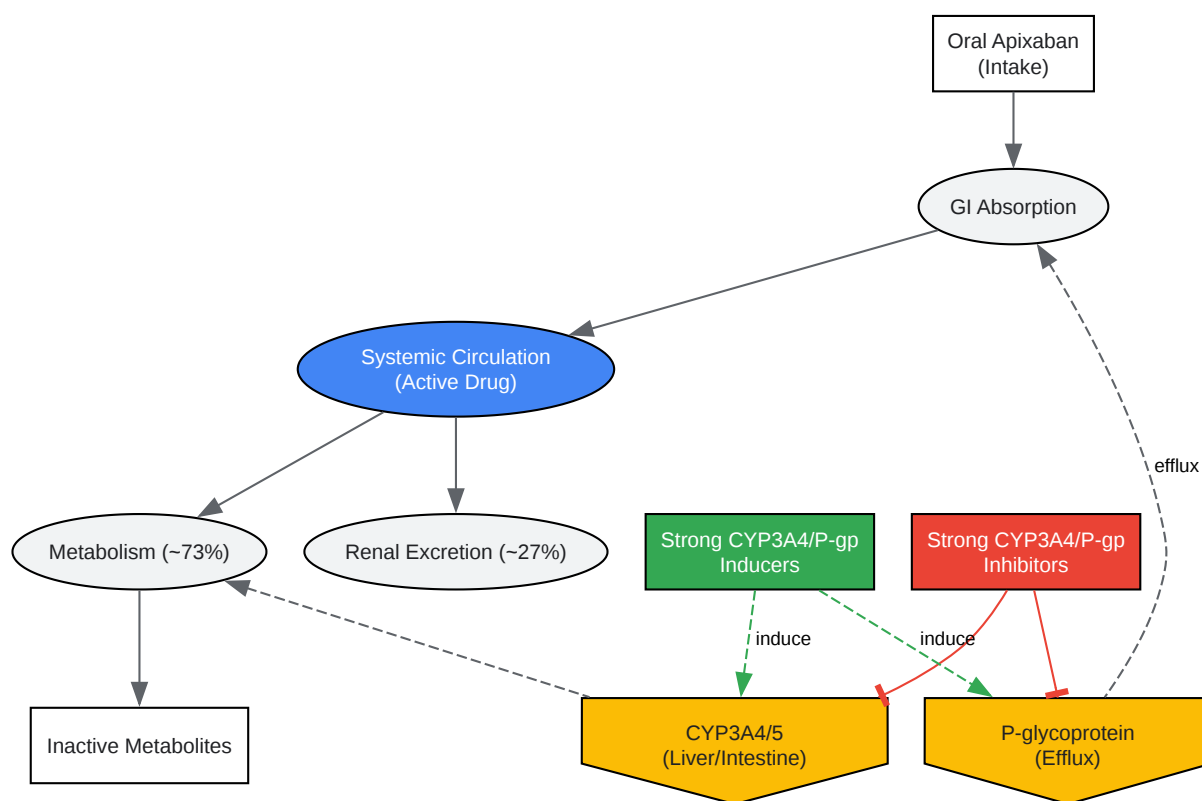 Oral Apixaban
(Intake)
GI Absorption
Systemic Circulation
(Active Drug)
efflux
Metabolism (~73%)
Renal Excretion (~27%)
Strong CYP3A4/P-gp
Inducers
Strong CYP3A4/P-gp
Inhibitors
induce
induce
Inactive Metabolites
CYP3A4/5
(Liver/Intestine)
P-glycoprotein
(Efflux)